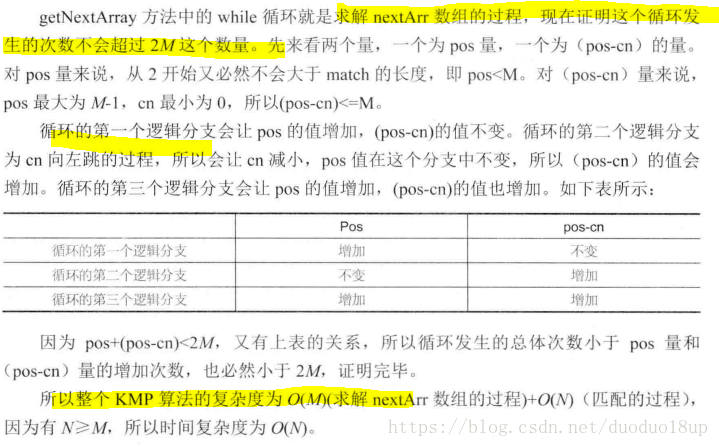 getNextArray 方法中的 while 循环就是求解 nextArr 数组的过程，现在证明这个循环发
生的次数不会超过 2M 这个数量。先来看两个量，一个为 pos 量，一个为（pos-cn）的量。
对 pos 量来说，从 2 开始又必然不会大于 match 的长度，即 pos<M。对（pos-cn）量来说，
pos 最大为 M-1，cn 最小为 0，所以(pos-cn)<=M。
循环的第一个逻辑分支会让 pos 的值增加，(pos-cn)的值不变。循环的第二个逻辑分支
为 cn 向左跳的过程，所以会让 cn 减小，pos 值在这个分支中不变，所以（pos-cn）的值会
增加。循环的第三个逻辑分支会让 pos 的值增加，(pos-cn)的值也增加。如下表所示：
Pos pos-cn
循环的第一个逻辑分支 增加 不变
循环的第二个逻辑分支 不变 增加
循环的第三个逻辑分支 增加 增加
因为 pos+(pos-cn)<2M，又有上表的关系，所以循环发生的总体次数小于 pos 量和
（pos-cn）量的增加次数，也必然小于 2M，证明完毕。
所以整个 KMP 算法的复杂度为 O(M)(求解 nextArr 数组的过程)+O(N)（匹配的过程），
因为有 N≥M，所以时间复杂度为 O(N)。
https://blog.csdn.net/duoduo18up